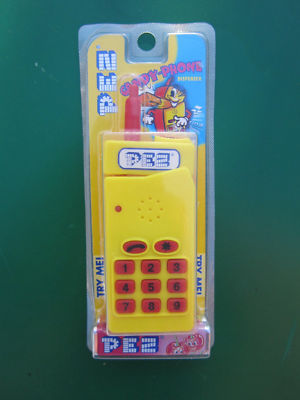 PEZ
CANDY-PHONE
DISPENSER
PEZ
1 2 3
4 5 6
7 8 9
TRY ME!
TRY ME!
PEZ